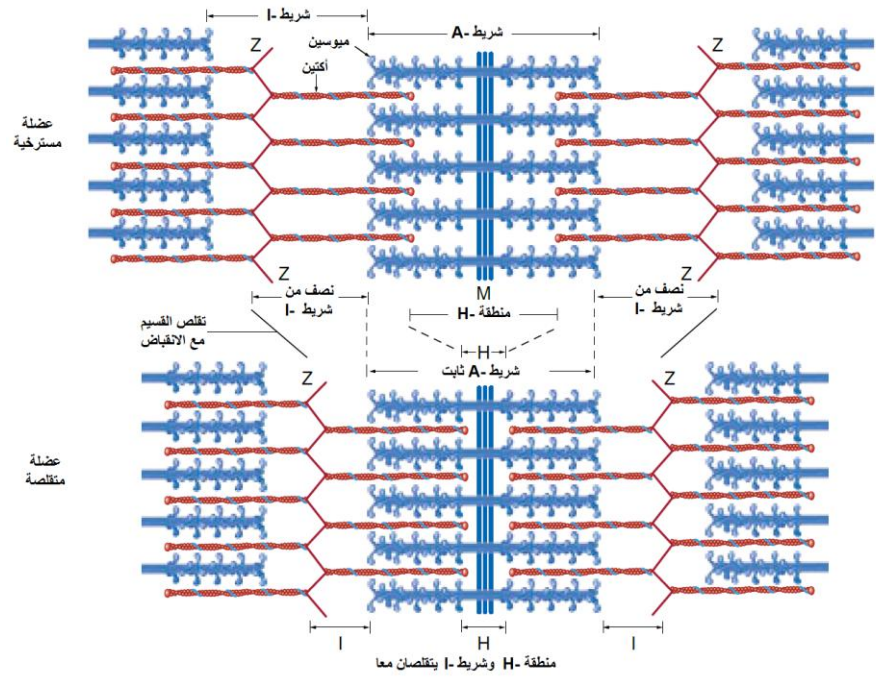 شريط -I
شريط -A
ميوسين
أكتين
Z
Z
عضلة
مسترخية
Z
Z
M
نصف من
شريط -I
منطقة -H
نصف من
شريط -I
تقلص القسيم
مع الانقباض
H
شريط -A ثابت
Z
Z
عضلة
متقلصة
I
H
I
منطقة -H وشريط -I يتقلصان معا